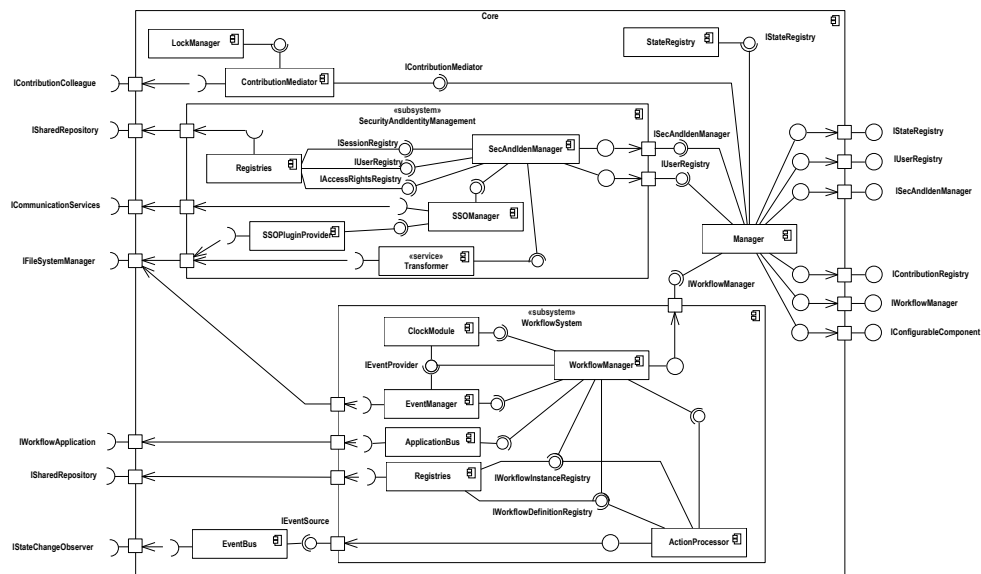 Core
LockManager
StateRegistry
IStateRegistry
IContributionMediator
IContributionColleague
ContributionMediator
«subsystem»
SecurityAndIdentityManagement
ISharedRepository
ISessionRegistry
SecAndIdenManager
ISecAndIdenManager
IStateRegistry
IUserRegistry
IUserRegistry
IUserRegistry
Registries
IAccessRightsRegistry
ISecAndIdenManager
ICommunicationServices
SSOManager
SSOPluginProvider
Manager
«service»
Transformer
IFileSystemManager
IContributionRegistry
IWorkflowManager
IWorkflowManager
«subsystem»
WorkflowSystem
ClockModule
IConfigurableComponent
IEventProvider
WorkflowManager
EventManager
IWorkflowApplication
ApplicationBus
ISharedRepository
Registries
IWorkflowInstanceRegistry
IWorkflowDefinitionRegistry
IEventSource
IStateChangeObserver
EventBus
ActionProcessor